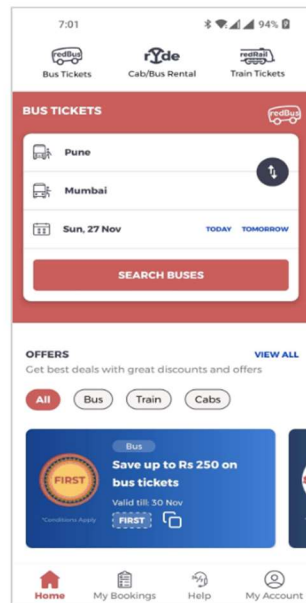 7:01 94%
redBus rYde redRail
Bus Tickets Cab/Bus Rental Train Tickets
BUS TICKETS redBus
Pune
Mumbai
Sun, 27 Nov TODAY TOMORROW
SEARCH BUSES
OFFERS VIEW ALL
Get best deals with great discounts and offers
All Bus Train Cabs
Bus
Save up to Rs 250 on
bus tickets
FIRST
Valid till: 30 Nov
*Conditions Apply FIRST
Home My Bookings Help My Account